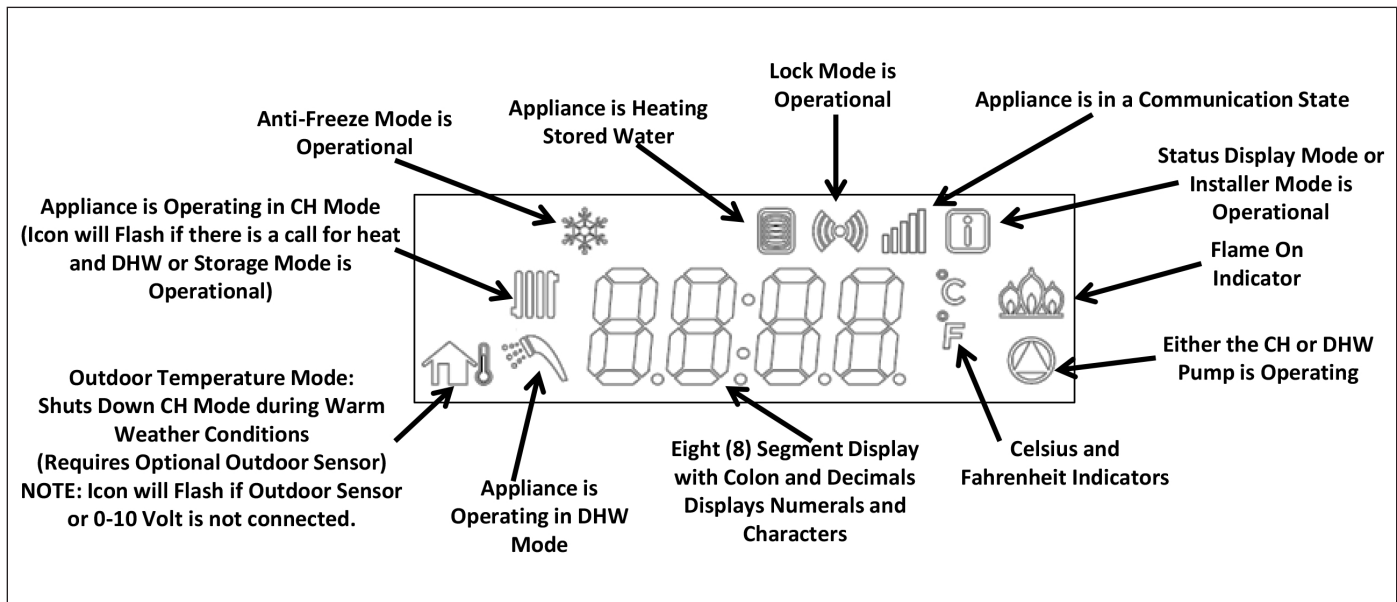 Lock Mode is
Operational
Appliance is Heating
Stored Water
Appliance is in a Communication State
Anti-Freeze Mode is
Operational
Status Display Mode or
Installer Mode is
Operational
Appliance is Operating in CH Mode
(Icon will Flash if there is a call for heat
and DHW or Storage Mode is
Operational)
Flame On
Indicator
88:88
°C
°F
Either the CH or DHW
Pump is Operating
Outdoor Temperature Mode:
Shuts Down CH Mode during Warm
Weather Conditions
(Requires Optional Outdoor Sensor)
NOTE: Icon will Flash if Outdoor Sensor
or 0-10 Volt is not connected.
Appliance is
Operating in DHW
Mode
Eight (8) Segment Display
with Colon and Decimals
Displays Numerals and
Characters
Celsius and
Fahrenheit Indicators